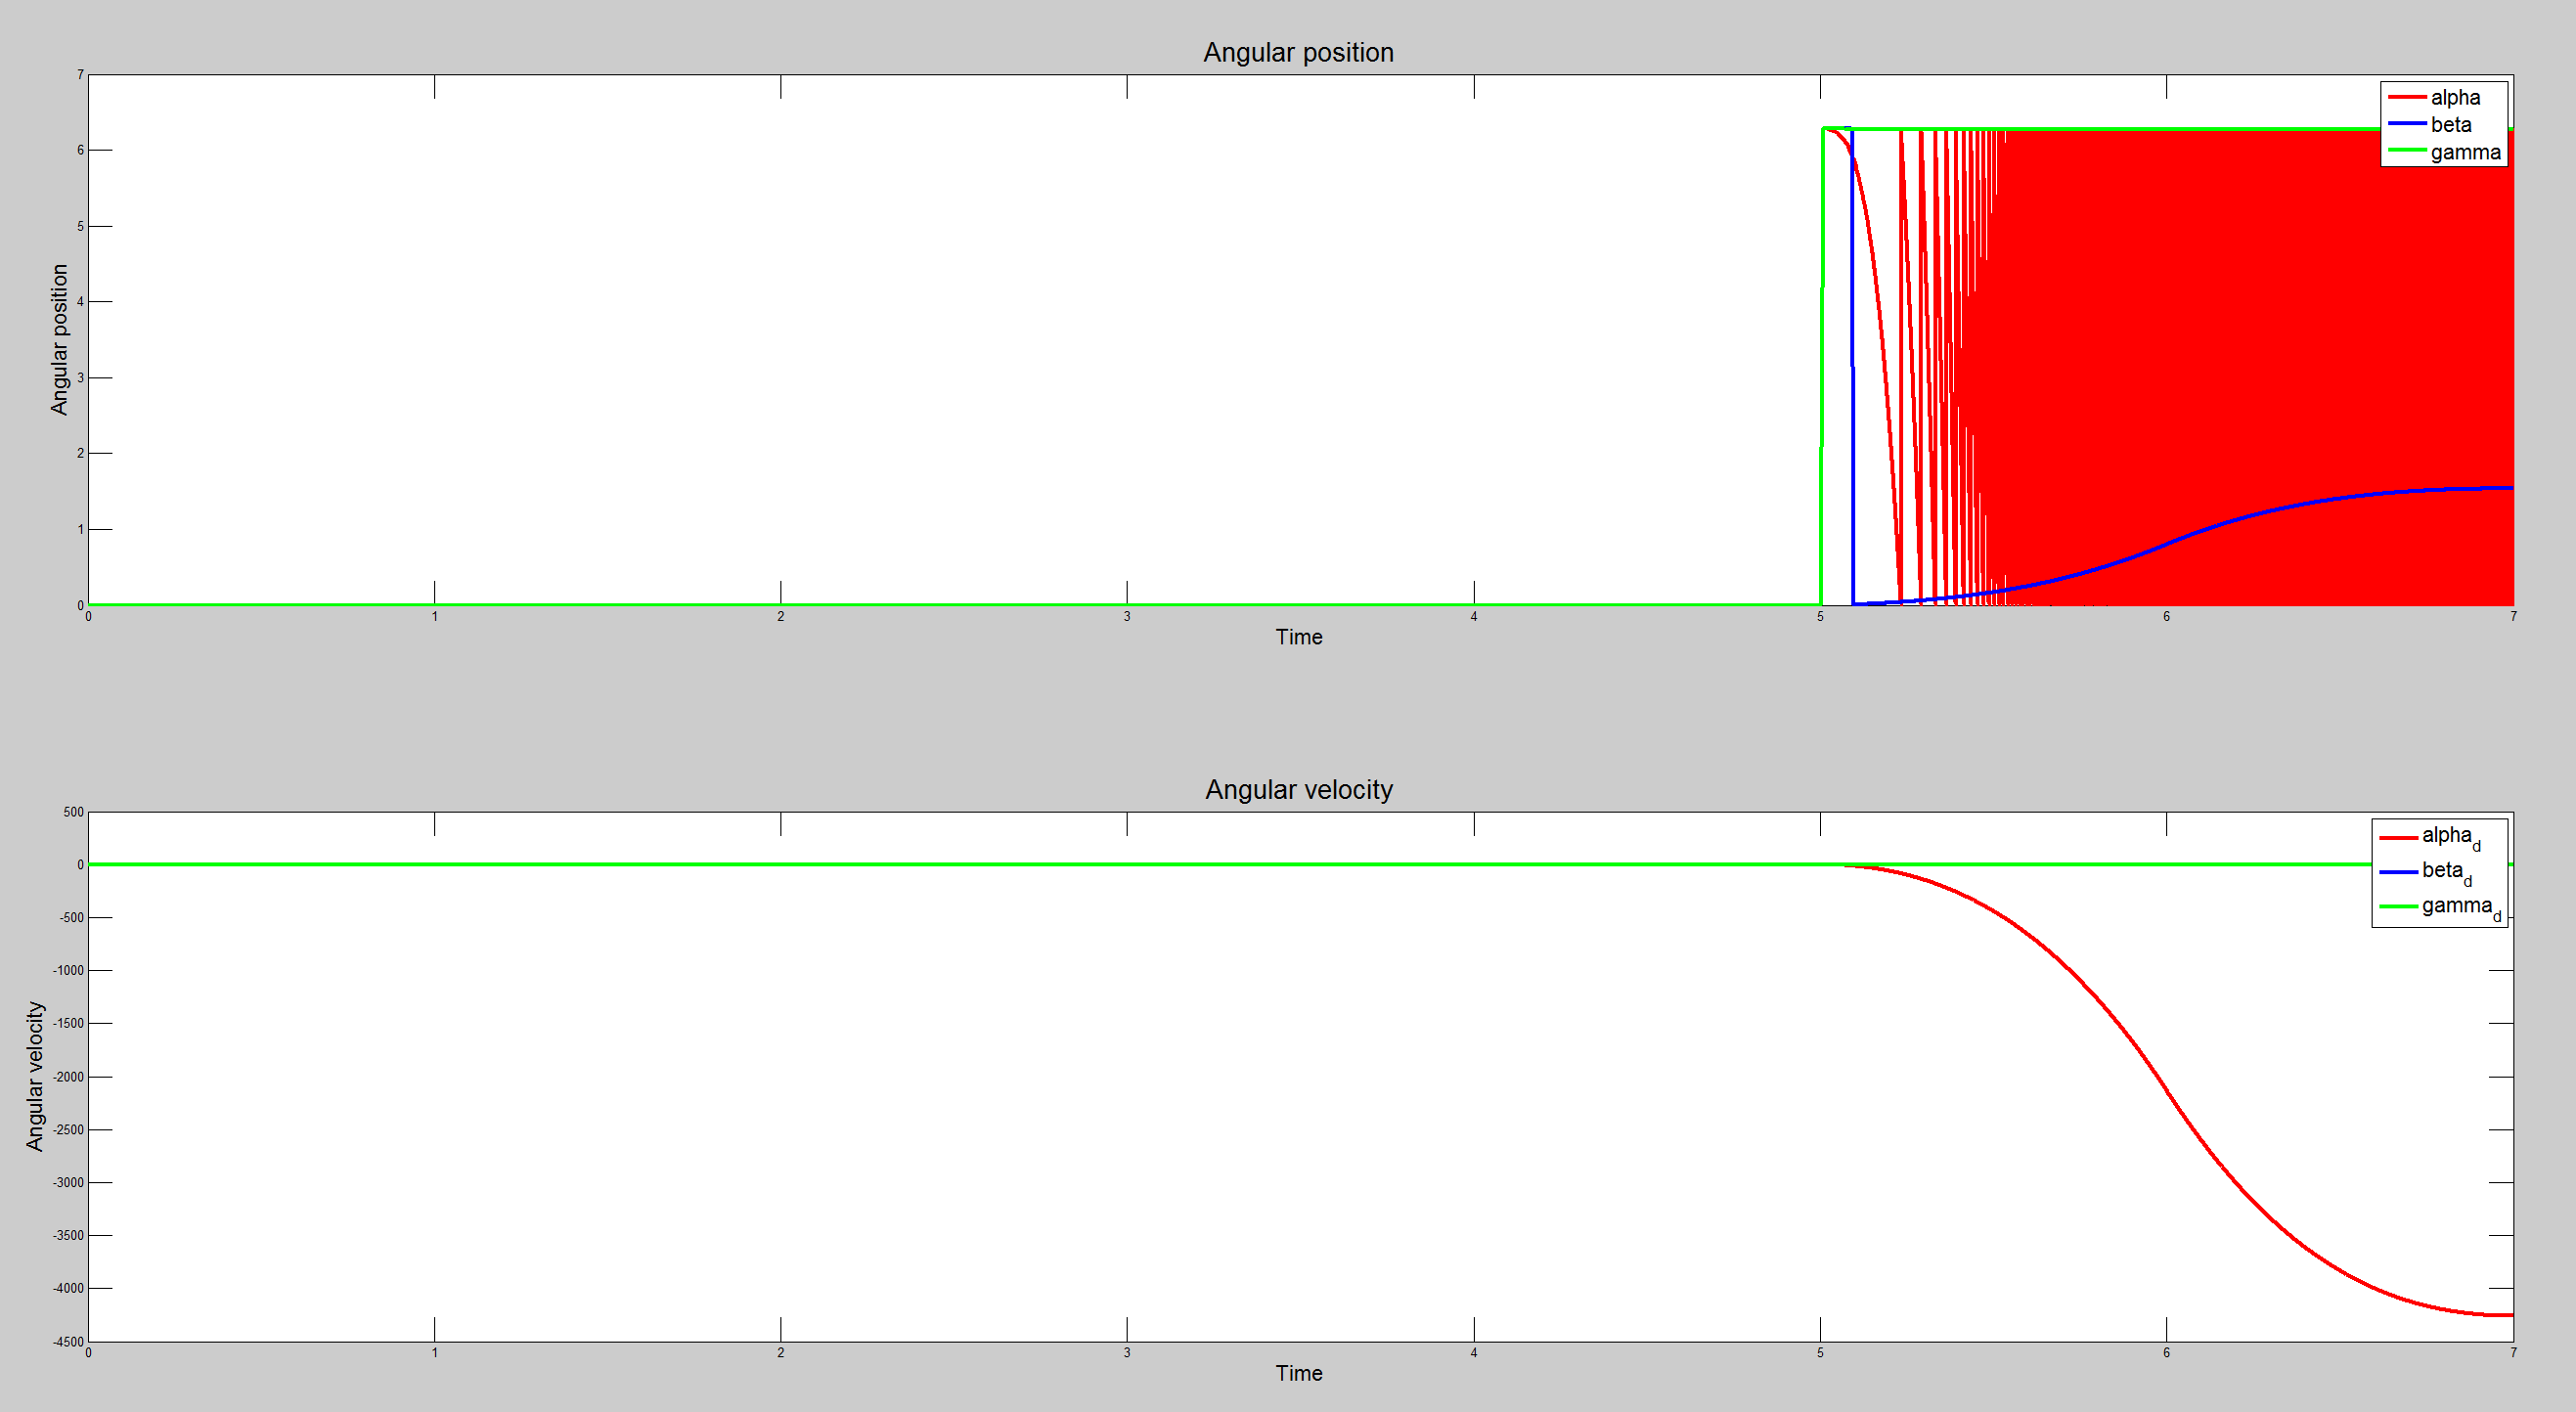 Angular position
7
6
5
4
3
2
1
0
Angular position
0 1 2 3 4 5 6 7
Time
alpha
beta
gamma
Angular velocity
500
0
-500
-1000
-1500
-2000
-2500
-3000
-3500
-4000
-4500
Angular velocity
0 1 2 3 4 5 6 7
Time
alpha_d
beta_d
gamma_d